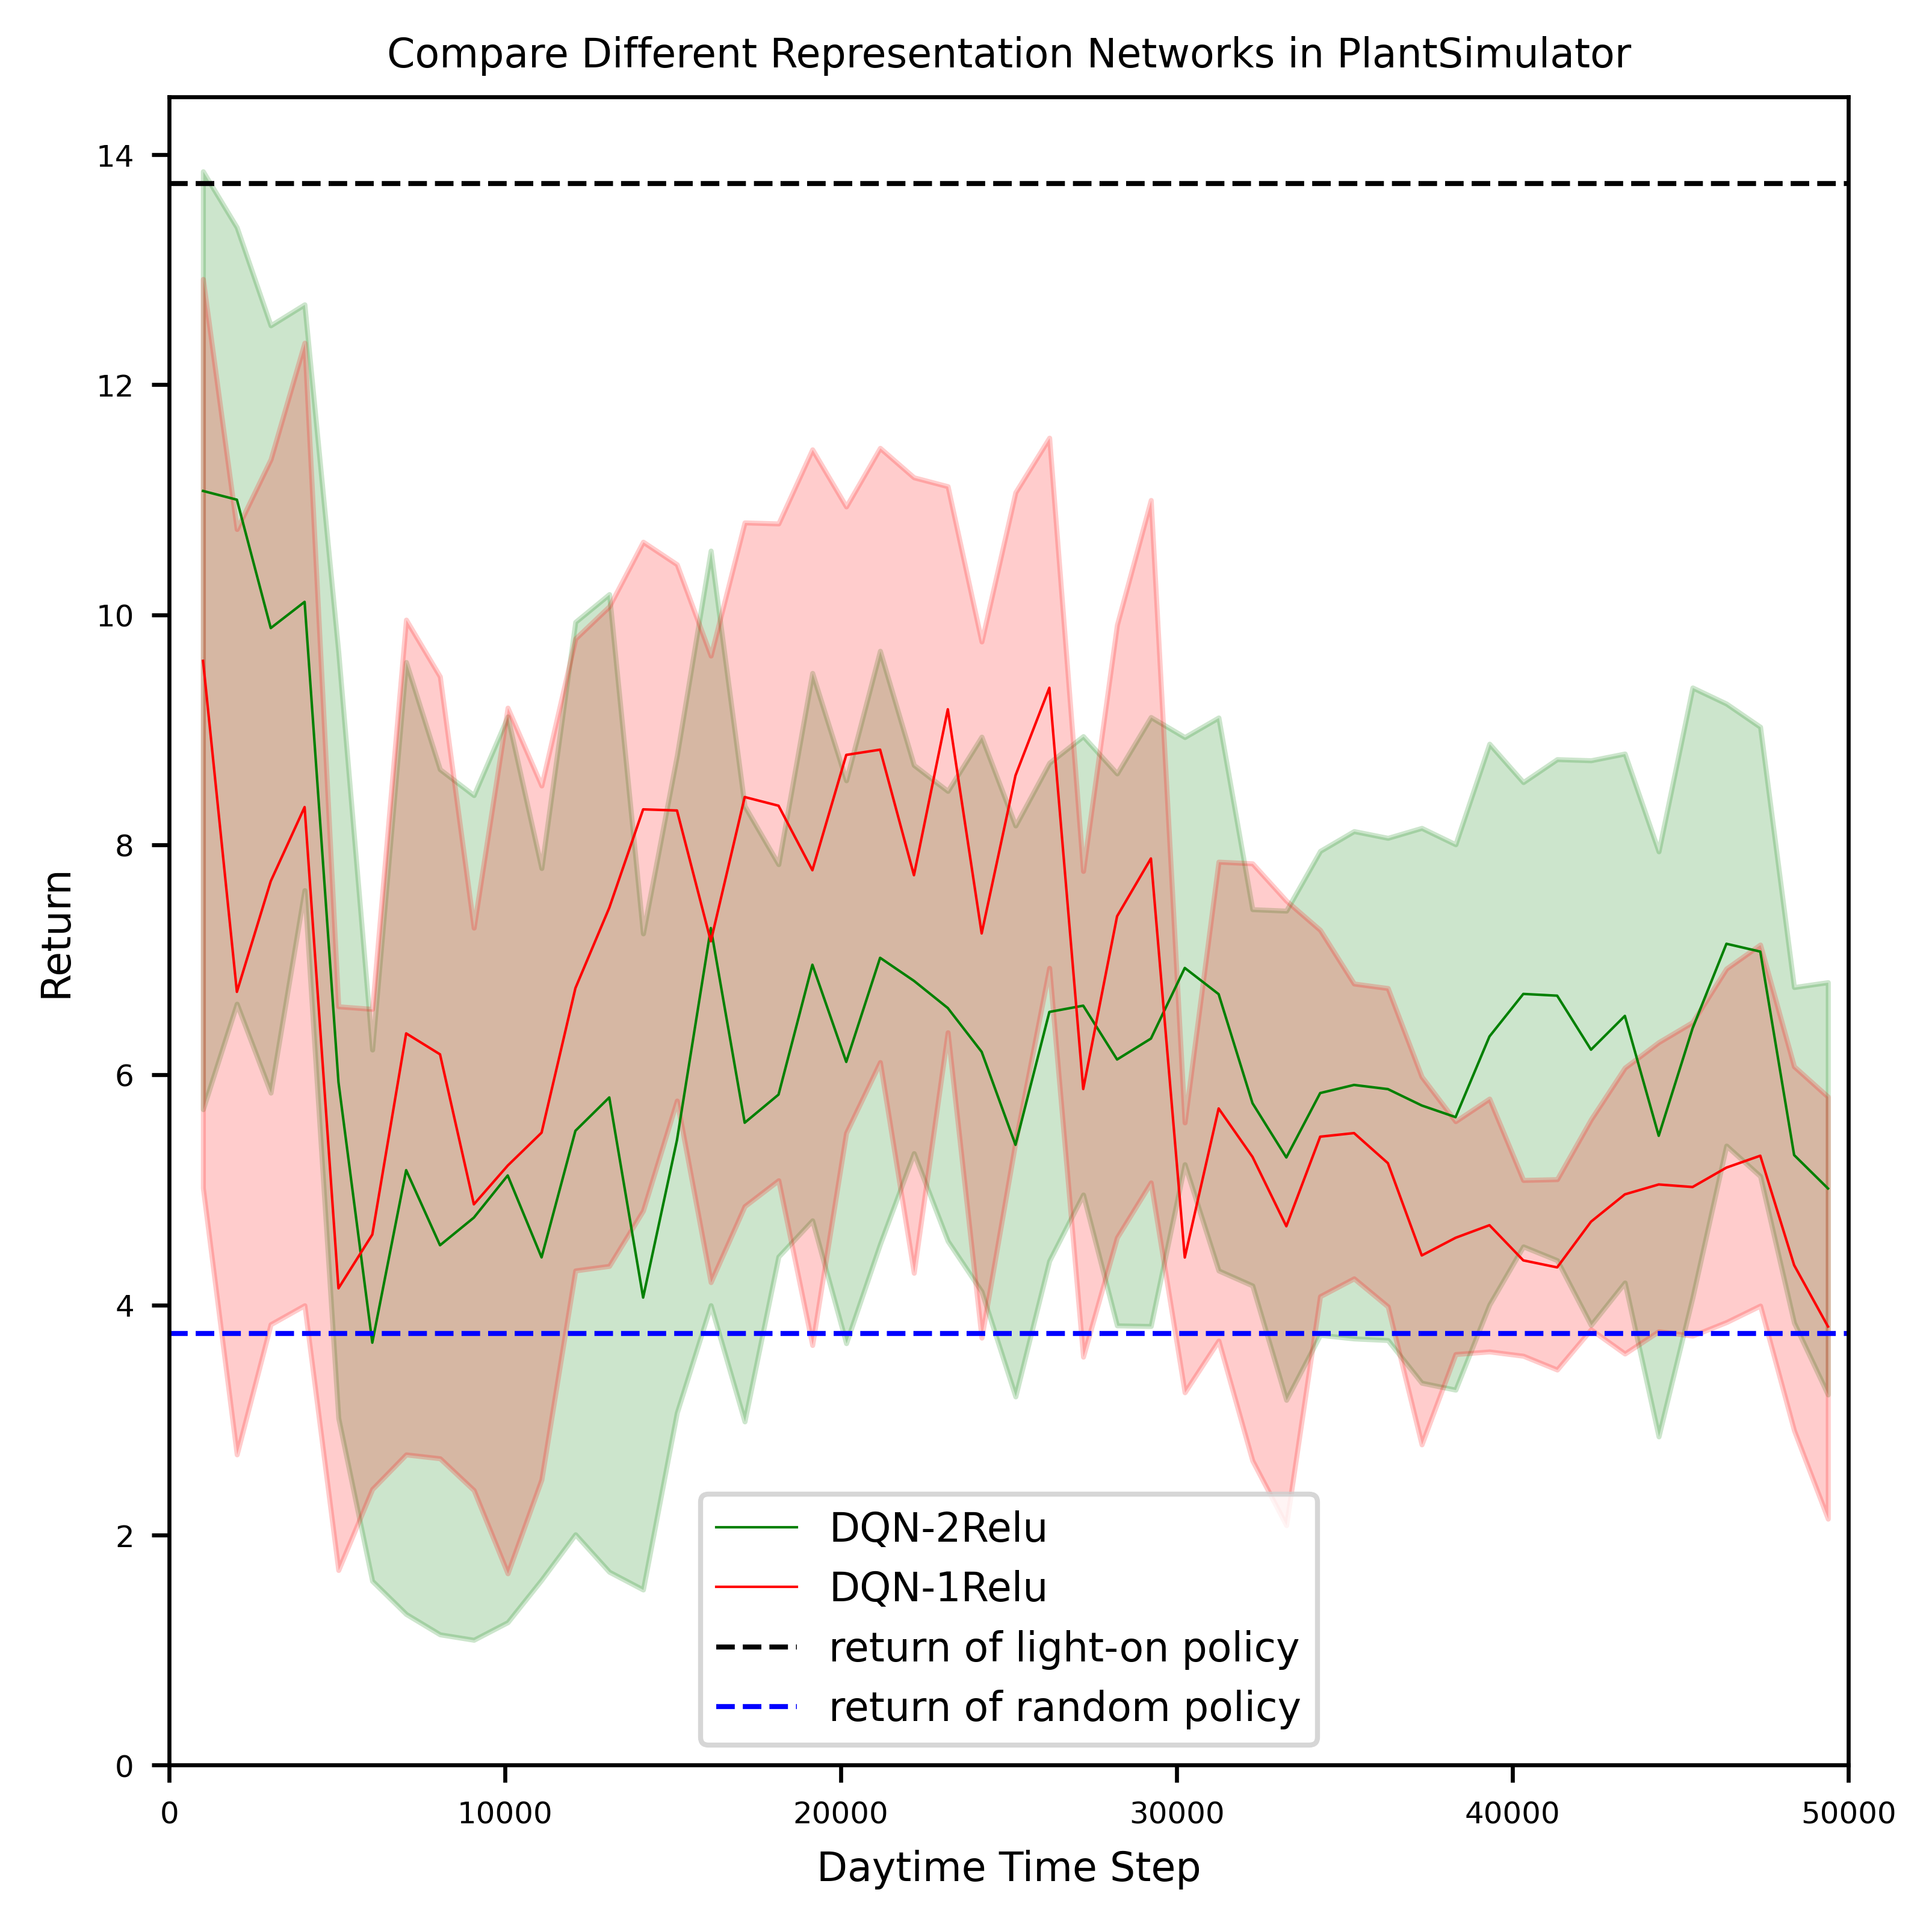 Compare Different Representation Networks in PlantSimulator
14
12
10
8
6
4
2
0
Return
DQN-2Relu
DQN-1Relu
return of light-on policy
return of random policy
0 10000 20000 30000 40000 50000
Daytime Time Step